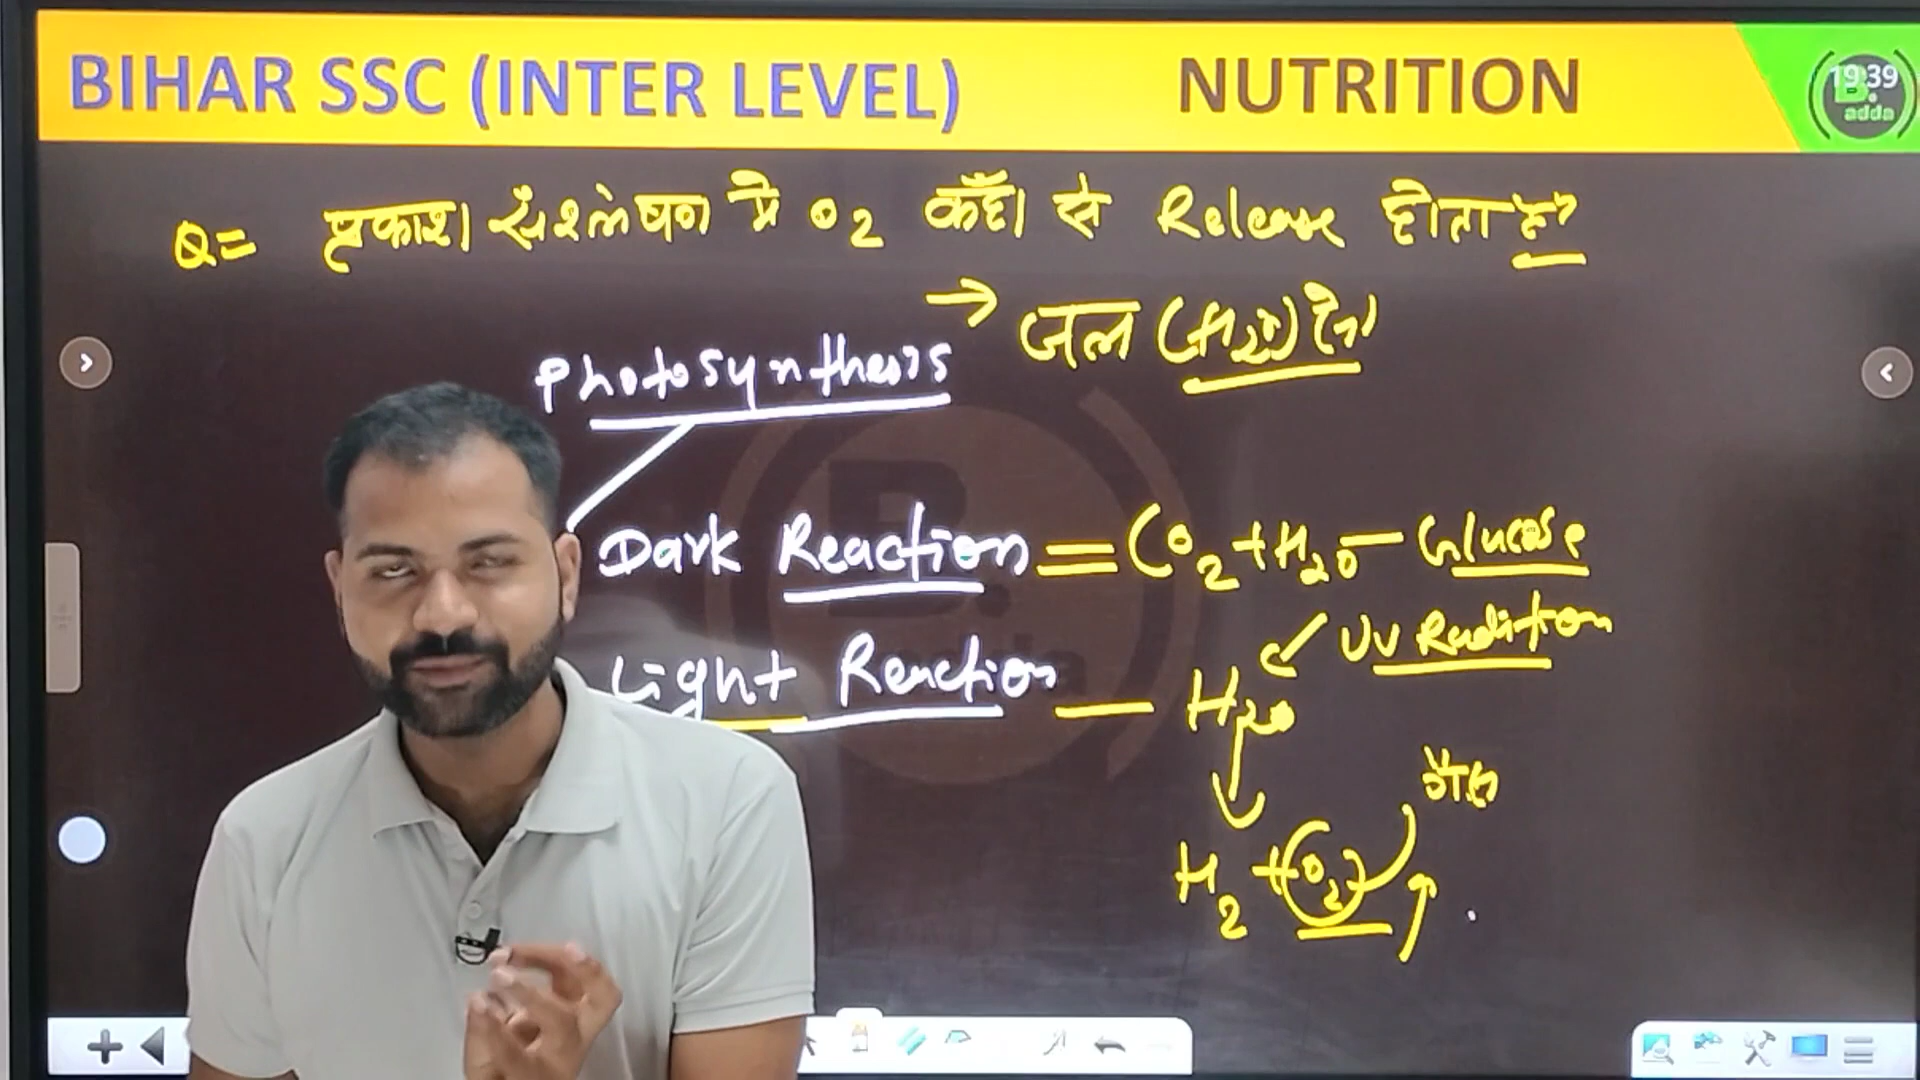 BIHAR SSC (INTER LEVEL) NUTRITION
19:39
B.
adda
Q= प्रकाश संश्लेषण में O2 कहाँ से Release होता है?
→ जल (H2O) से।
Photosynthesis
Dark Reaction = CO2+H2O — Glucose
UV Radition
Light Reaction — H2O
H2 + O2